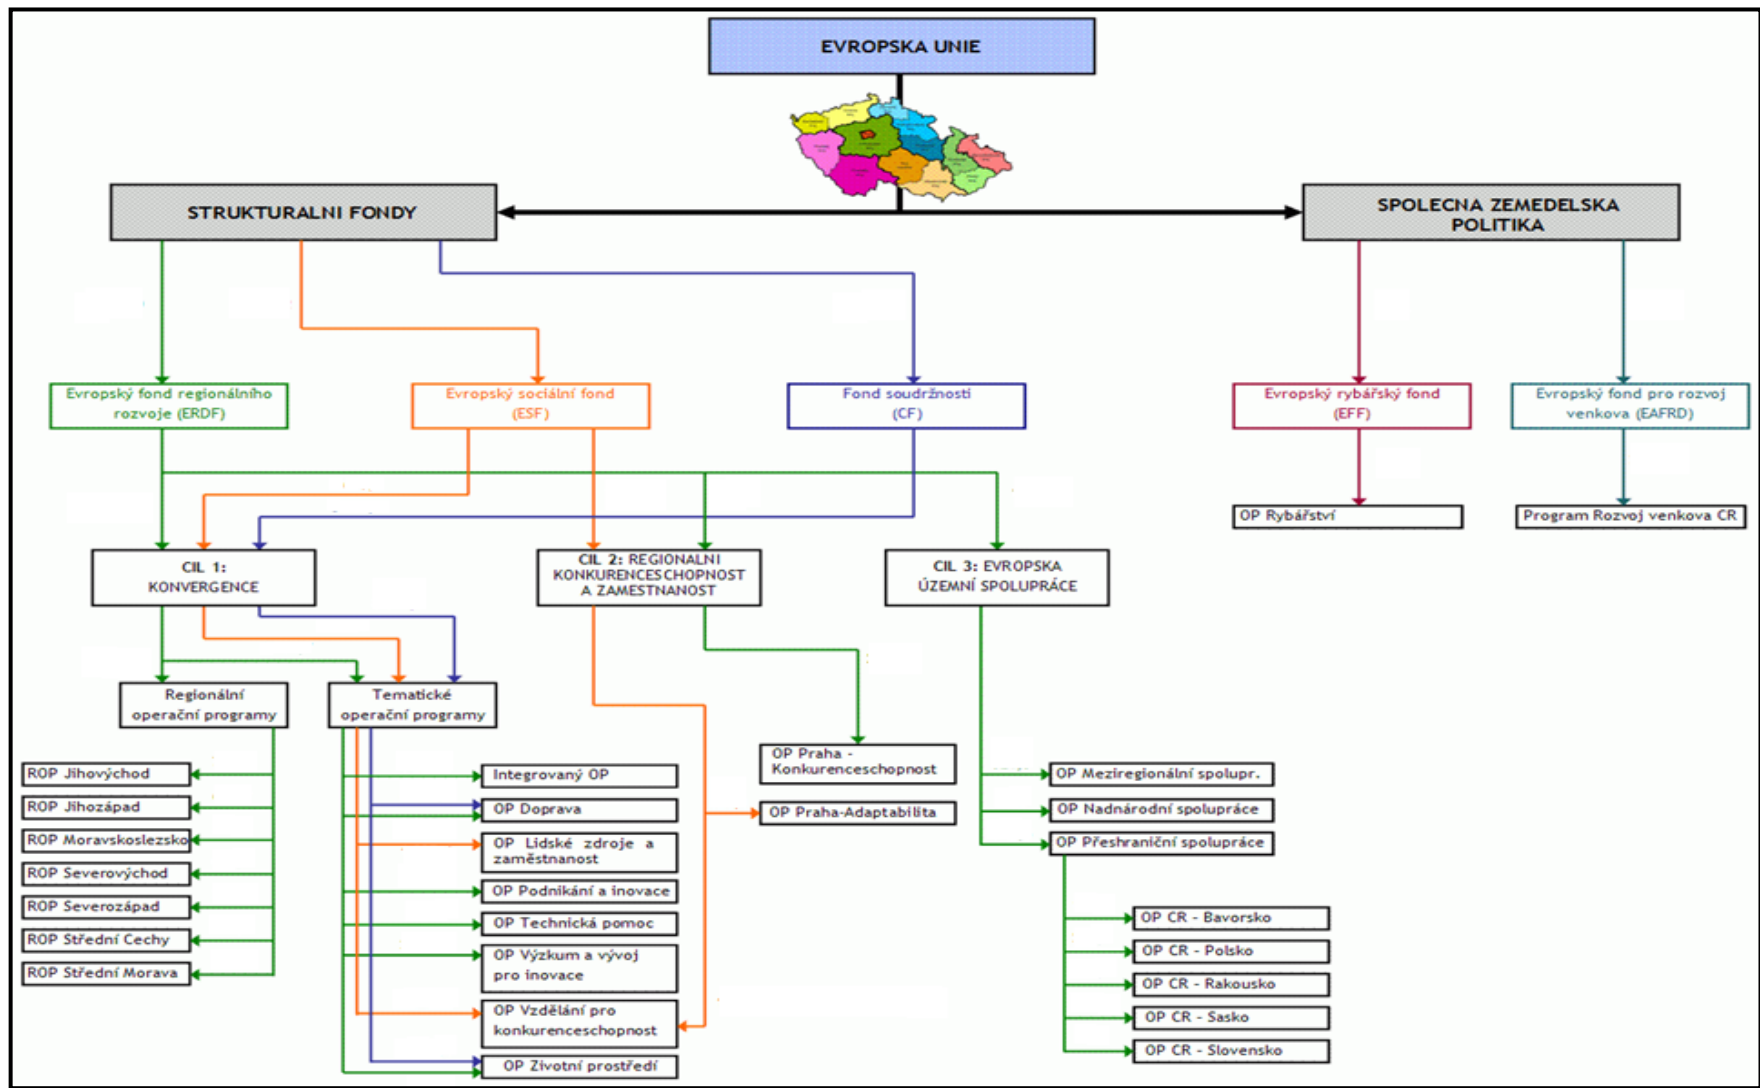 EVROPSKA UNIE
STRUKTURALNI FONDY
SPOLECNA ZEMEDELSKA
POLITIKA
Evropský fond regionálního
rozvoje (ERDF)
Evropský sociální fond
(ESF)
Fond soudržnosti
(CF)
Evropský rybářský fond
(EFF)
Evropský fond pro rozvoj
venkova (EAFRD)
OP Rybářství
Program Rozvoj venkova CR
CIL 1:
KONVERGENCE
CIL 2: REGIONALNI
KONKURENCESCHOPNOST
A ZAMESTNANOST
CIL 3: EVROPSKA
ÚZEMNÍ SPOLUPRÁCE
Regionální
operační programy
Tematické
operační programy
ROP Jihovýchod
ROP Jihozápad
ROP Moravskoslezsko
ROP Severovýchod
ROP Severozápad
ROP Střední Cechy
ROP Střední Morava
Integrovaný OP
OP Doprava
OP Lidské zdroje a
zaměstnanost
OP Podnikání a inovace
OP Technická pomoc
OP Výzkum a vývoj
pro inovace
OP Vzdělání pro
konkurenceschopnost
OP Zivotní prostředí
OP Praha -
Konkurenceschopnost
OP Praha-Adaptabilita
OP Meziregionální spolupr.
OP Nadnárodní spolupráce
OP Přeshraniční spolupráce
OP CR - Bavorsko
OP CR - Polsko
OP CR - Rakousko
OP CR - Sasko
OP CR - Slovensko